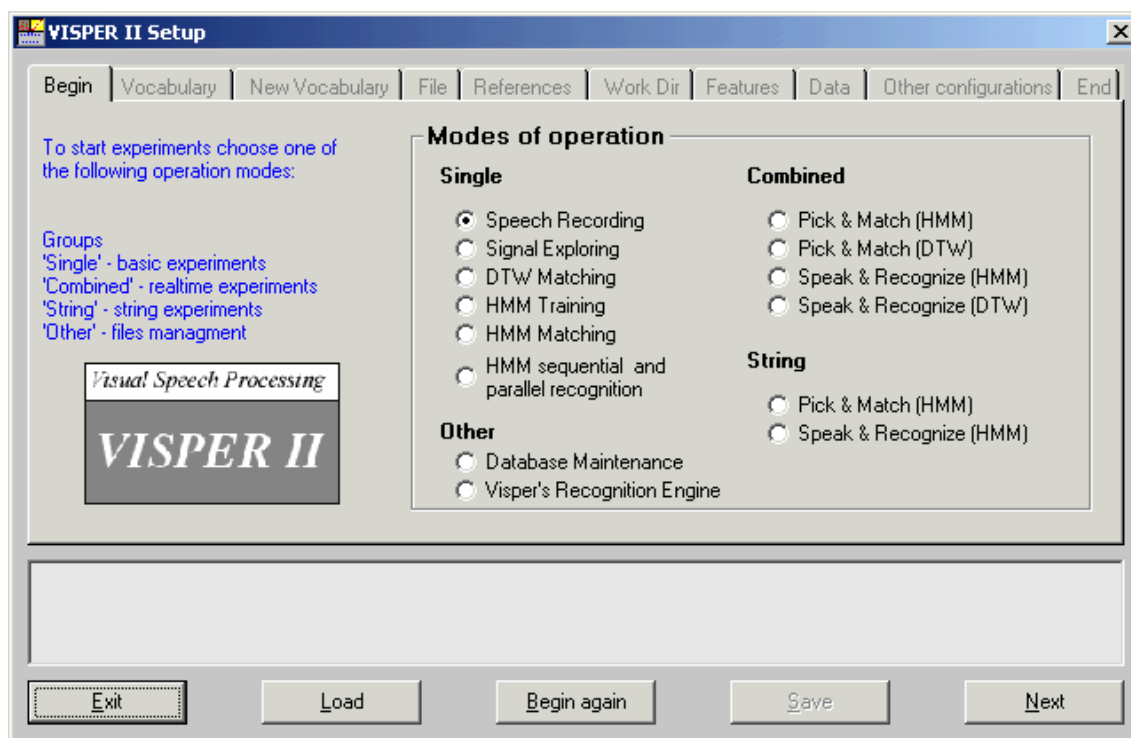 VISPER II Setup
Begin Vocabulary New Vocabulary File References Work Dir Features Data Other configurations End
To start experiments choose one of
the following operation modes:
Groups
'Single' - basic experiments
'Combined' - realtime experiments
'String' - string experiments
'Other' - files managment
Visual Speech Processing
VISPER II
Modes of operation
Single
Speech Recording
Signal Exploring
DTW Matching
HMM Training
HMM Matching
HMM sequential and
parallel recognition
Other
Database Maintenance
Visper's Recognition Engine
Combined
Pick & Match (HMM)
Pick & Match (DTW)
Speak & Recognize (HMM)
Speak & Recognize (DTW)
String
Pick & Match (HMM)
Speak & Recognize (HMM)
Exit Load Begin again Save Next